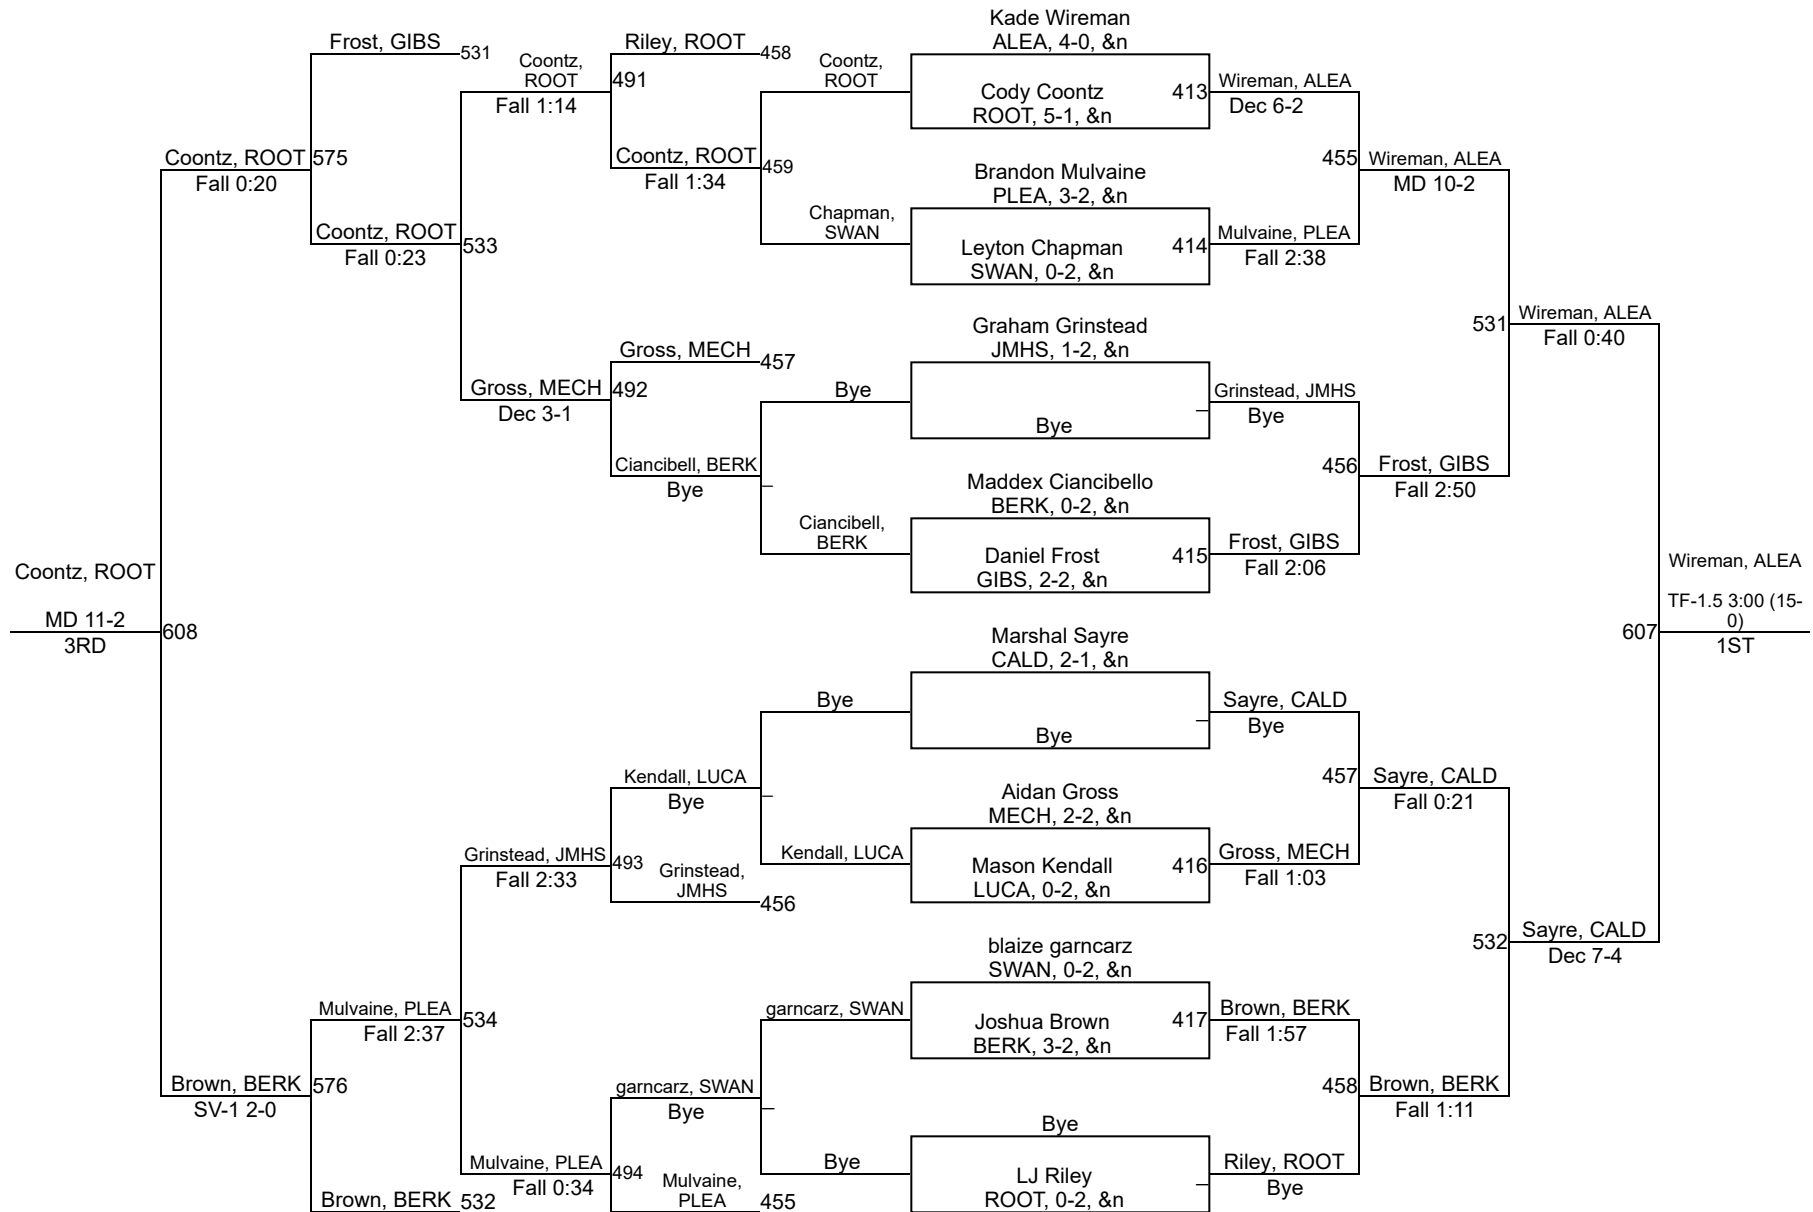 Kade Wireman
ALEA, 4-0, &n
Frost, GIBS
531
Coontz,
ROOT
491
Fall 1:14
Riley, ROOT
458
Coontz,
ROOT
Cody Coontz
ROOT, 5-1, &n
413
Wireman, ALEA
Dec 6-2
Coontz, ROOT
575
Fall 0:20
Coontz, ROOT
459
Fall 1:34
Brandon Mulvaine
PLEA, 3-2, &n
455
Wireman, ALEA
MD 10-2
Coontz, ROOT
533
Fall 0:23
Chapman,
SWAN
Leyton Chapman
SWAN, 0-2, &n
414
Mulvaine, PLEA
Fall 2:38
Graham Grinstead
JMHS, 1-2, &n
531
Wireman, ALEA
Fall 0:40
Gross, MECH
457
Gross, MECH
492
Dec 3-1
Bye
Bye
_
Grinstead, JMHS
Bye
Ciancibell, BERK
Bye
_
Maddex Ciancibello
BERK, 0-2, &n
456
Frost, GIBS
Fall 2:50
Ciancibell,
BERK
Daniel Frost
GIBS, 2-2, &n
415
Frost, GIBS
Fall 2:06
Coontz, ROOT
MD 11-2
608
3RD
Wireman, ALEA
TF-1.5 3:00 (15-
0)
607
1ST
Marshal Sayre
CALD, 2-1, &n
Bye
Bye
_
Sayre, CALD
Bye
Kendall, LUCA
Bye
_
Aidan Gross
MECH, 2-2, &n
457
Sayre, CALD
Fall 0:21
Grinstead, JMHS
493
Fall 2:33
Grinstead,
JMHS
456
Kendall, LUCA
Mason Kendall
LUCA, 0-2, &n
416
Gross, MECH
Fall 1:03
blaize garncarz
SWAN, 0-2, &n
532
Sayre, CALD
Dec 7-4
Mulvaine, PLEA
534
Fall 2:37
garncarz, SWAN
Joshua Brown
BERK, 3-2, &n
417
Brown, BERK
Fall 1:57
Brown, BERK
576
SV-1 2-0
garncarz, SWAN
Bye
_
458
Brown, BERK
Fall 1:11
Bye
Mulvaine, PLEA
494
Fall 0:34
Mulvaine,
PLEA
455
Bye
LJ Riley
ROOT, 0-2, &n
_
Riley, ROOT
Bye
Brown, BERK
532